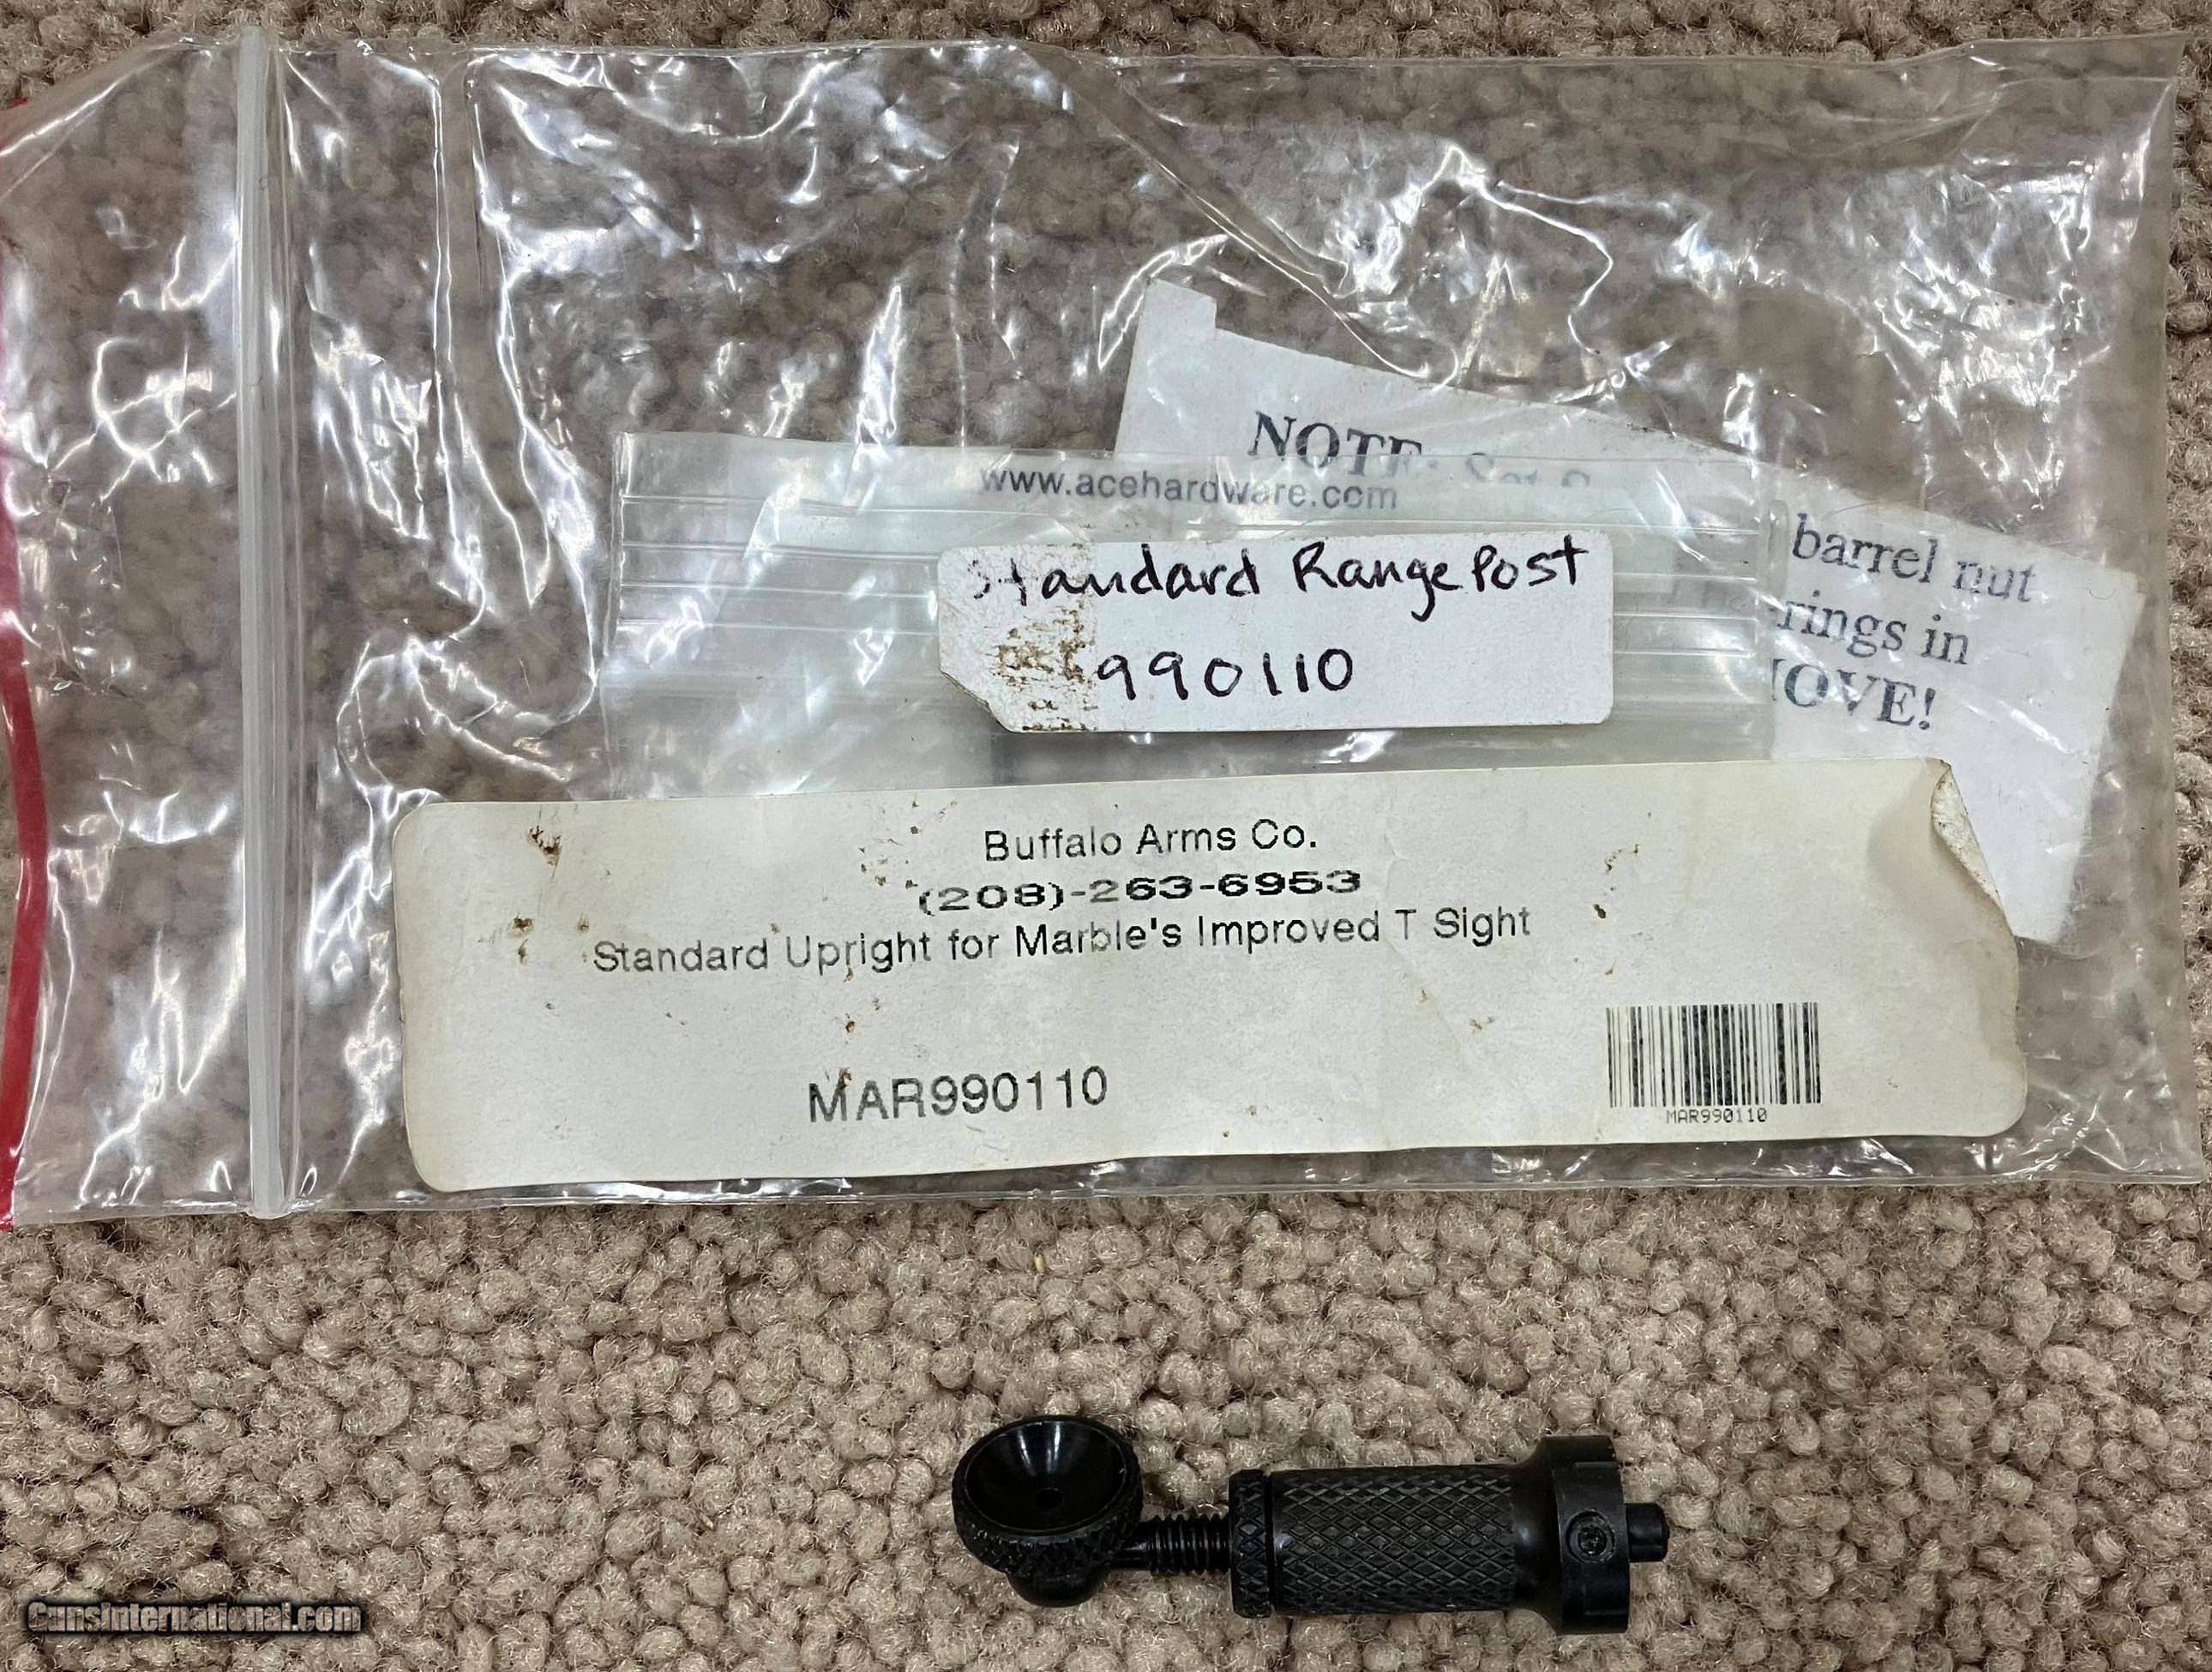 NOTE: Set S
www.acehardware.com
barrel nut
rings in
OVE!
Standard Range Post
990110
Buffalo Arms Co.
(208)-263-6953
Standard Upright for Marble's Improved T Sight
MAR990110
MAR990110
GunsInternational.com